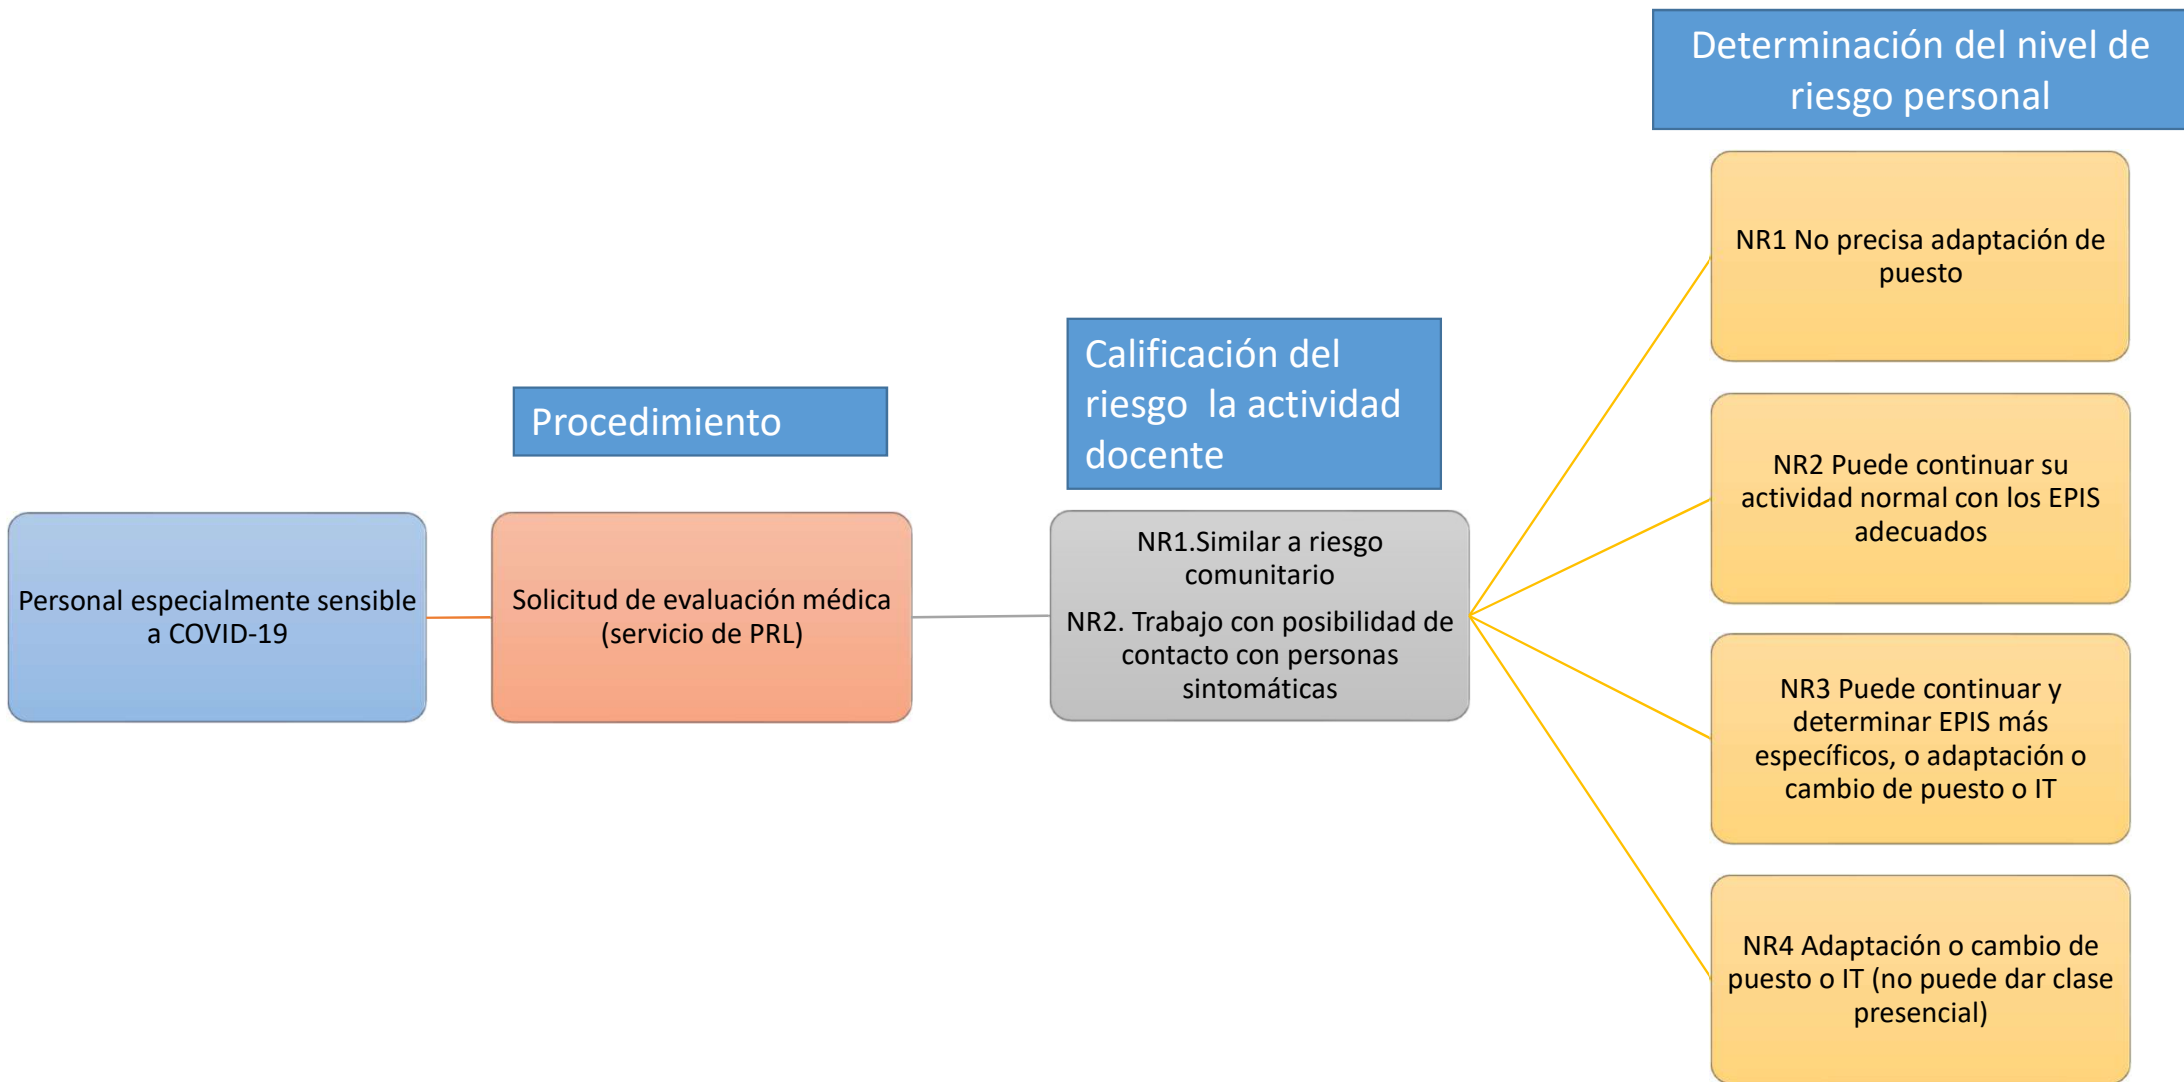 Determinación del nivel de
riesgo personal
NR1 No precisa adaptación de
puesto
Calificación del
riesgo  la actividad
docente
Procedimiento
NR2 Puede continuar su
actividad normal con los EPIS
adecuados
Personal especialmente sensible
a COVID-19
Solicitud de evaluación médica
(servicio de PRL)
NR1.Similar a riesgo
comunitario
NR2. Trabajo con posibilidad de
contacto con personas
sintomáticas
NR3 Puede continuar y
determinar EPIS más
específicos, o adaptación o
cambio de puesto o IT
NR4 Adaptación o cambio de
puesto o IT (no puede dar clase
presencial)